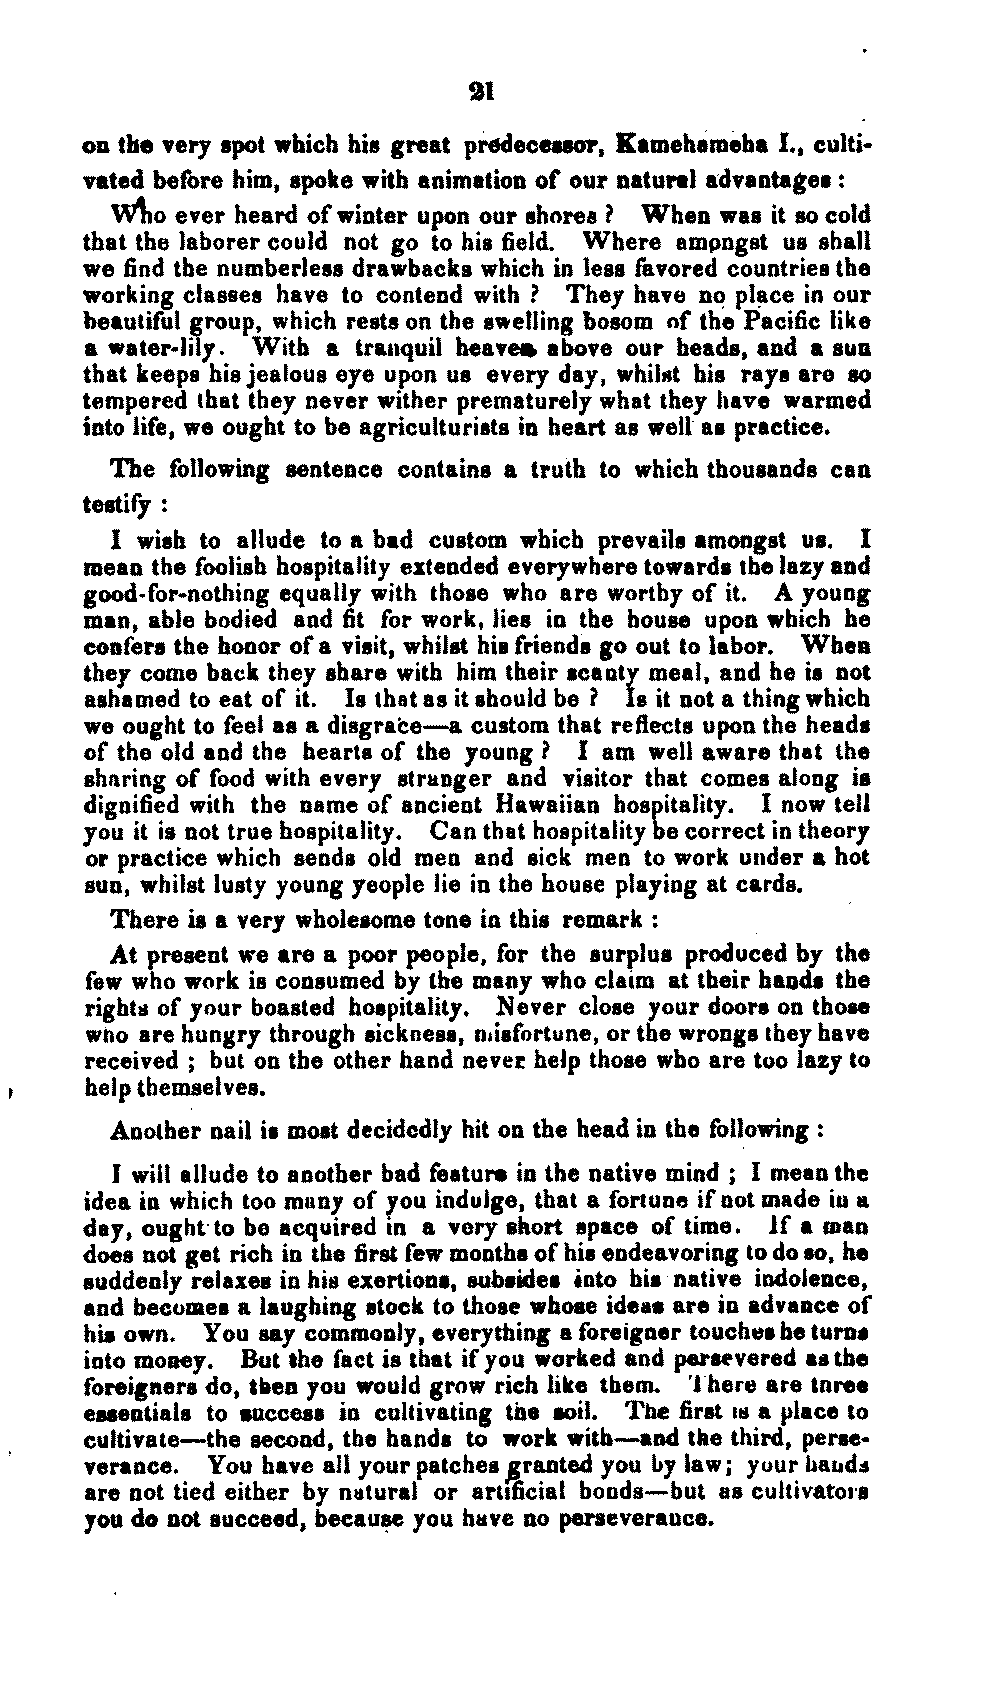 21
on the very spot which his great predecessor, Kamehameha I., culti-
vated before him, spoke with animation of our natural advantages :
Who ever heard of winter upon our shores ? When was it so cold
that the laborer could not go to his field. Where amongst us shall
we find the numberless drawbacks which in less favored countries the
working classes have to contend with ? They have no place in our
beautiful group, which rests on the swelling bosom of the Pacific like
a water-lily. With a tranquil heaven above our heads, and a sun
that keeps his jealous eye upon us every day, whilst his rays are so
tempered that they never wither prematurely what they have warmed
into life, we ought to be agriculturists in heart as well as practice.
The following sentence contains a truth to which thousands can
testify :
I wish to allude to a bad custom which prevails amongst us. I
mean the foolish hospitality extended everywhere towards the lazy and
good-for-nothing equally with those who are worthy of it. A young
man, able bodied and fit for work, lies in the house upon which he
confers the honor of a visit, whilst his friends go out to labor. When
they come back they share with him their scanty meal, and he is not
ashamed to eat of it. Is that as it should be ? Is it not a thing which
we ought to feel as a disgrace—a custom that reflects upon the heads
of the old and the hearts of the young ? I am well aware that the
sharing of food with every stranger and visitor that comes along is
dignified with the name of ancient Hawaiian hospitality. I now tell
you it is not true hospitality. Can that hospitality be correct in theory
or practice which sends old men and sick men to work under a hot
sun, whilst lusty young yeople lie in the house playing at cards.
There is a very wholesome tone in this remark :
At present we are a poor people, for the surplus produced by the
few who work is consumed by the many who claim at their hands the
rights of your boasted hospitality. Never close your doors on those
who are hungry through sickness, misfortune, or the wrongs they have
received ; but on the other hand never help those who are too lazy to
help themselves.
Another nail is most decidedly hit on the head in the following :
I will allude to another bad feature in the native mind ; I mean the
idea in which too many of you indulge, that a fortune if not made in a
day, ought to be acquired in a very short space of time. If a man
does not get rich in the first few months of his endeavoring to do so, he
suddenly relaxes in his exertions, subsides into his native indolence,
and becomes a laughing stock to those whose ideas are in advance of
his own. You say commonly, everything a foreigner touches he turns
into money. But the fact is that if you worked and persevered as the
foreigners do, then you would grow rich like them. There are three
essentials to success in cultivating the soil. The first is a place to
cultivate—the second, the hands to work with—and the third, perse-
verance. You have all your patches granted you by law; your hands
are not tied either by natural or artificial bonds—but as cultivators
you do not succeed, because you have no perseverance.